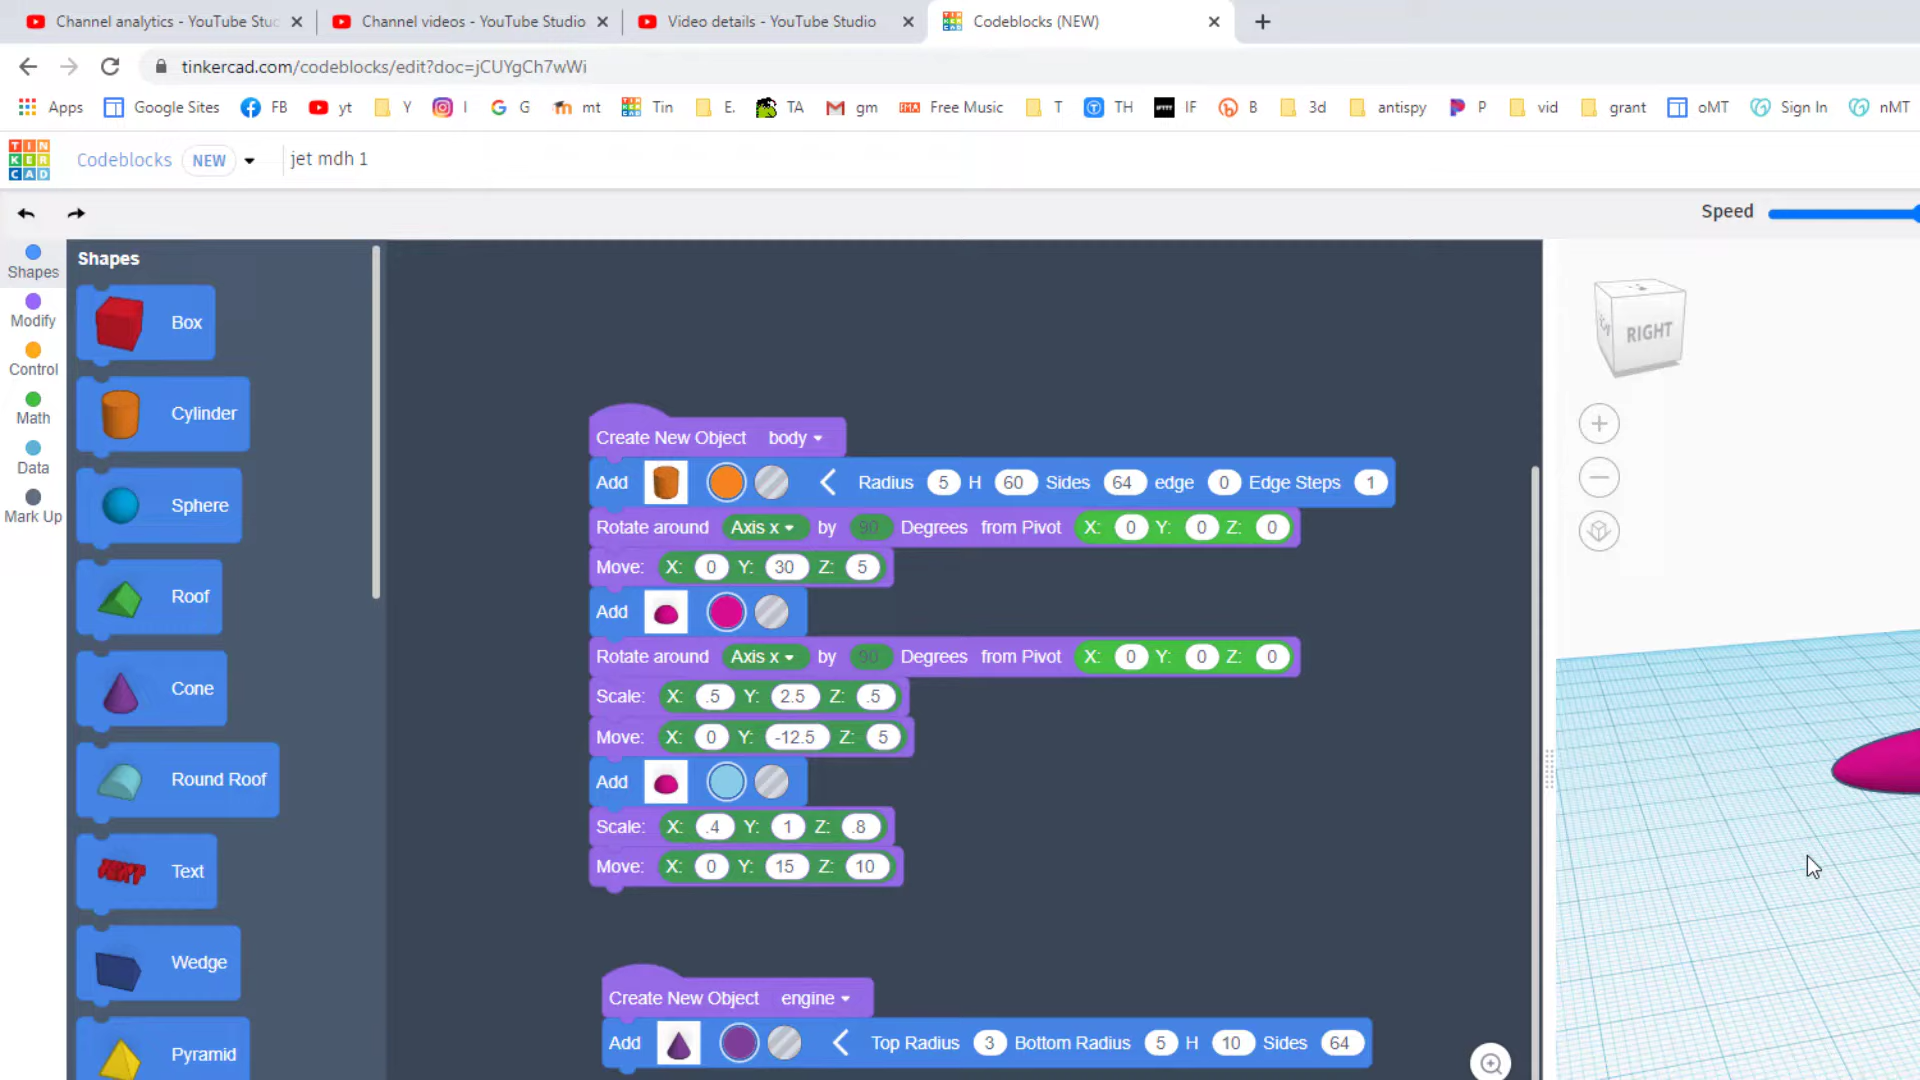 Channel analytics - YouTube Stud
Channel videos - YouTube Studio
Video details - YouTube Studio
Codeblocks (NEW)
tinkercad.com/codeblocks/edit?doc=jCUYgCh7wWi
Apps Google Sites FB yt Y I G mt Tin E. TA gm Free Music T TH IF B 3d antispy P vid grant oMT Sign In nMT
TIN
KER
CAD
Codeblocks NEW jet mdh 1
Speed
Shapes
Modify
Control
Math
Data
Mark Up
Shapes
Box
Cylinder
Sphere
Roof
Cone
Round Roof
Text
Wedge
Pyramid
Create New Object body
Add Radius 5 H 60 Sides 64 edge 0 Edge Steps 1
Rotate around Axis x by 90 Degrees from Pivot X: 0 Y: 0 Z: 0
Move: X: 0 Y: 30 Z: 5
Add
Rotate around Axis x by 90 Degrees from Pivot X: 0 Y: 0 Z: 0
Scale: X: .5 Y: 2.5 Z: .5
Move: X: 0 Y: -12.5 Z: 5
Add
Scale: X: .4 Y: 1 Z: .8
Move: X: 0 Y: 15 Z: 10
Create New Object engine
Add Top Radius 3 Bottom Radius 5 H 10 Sides 64
RIGHT